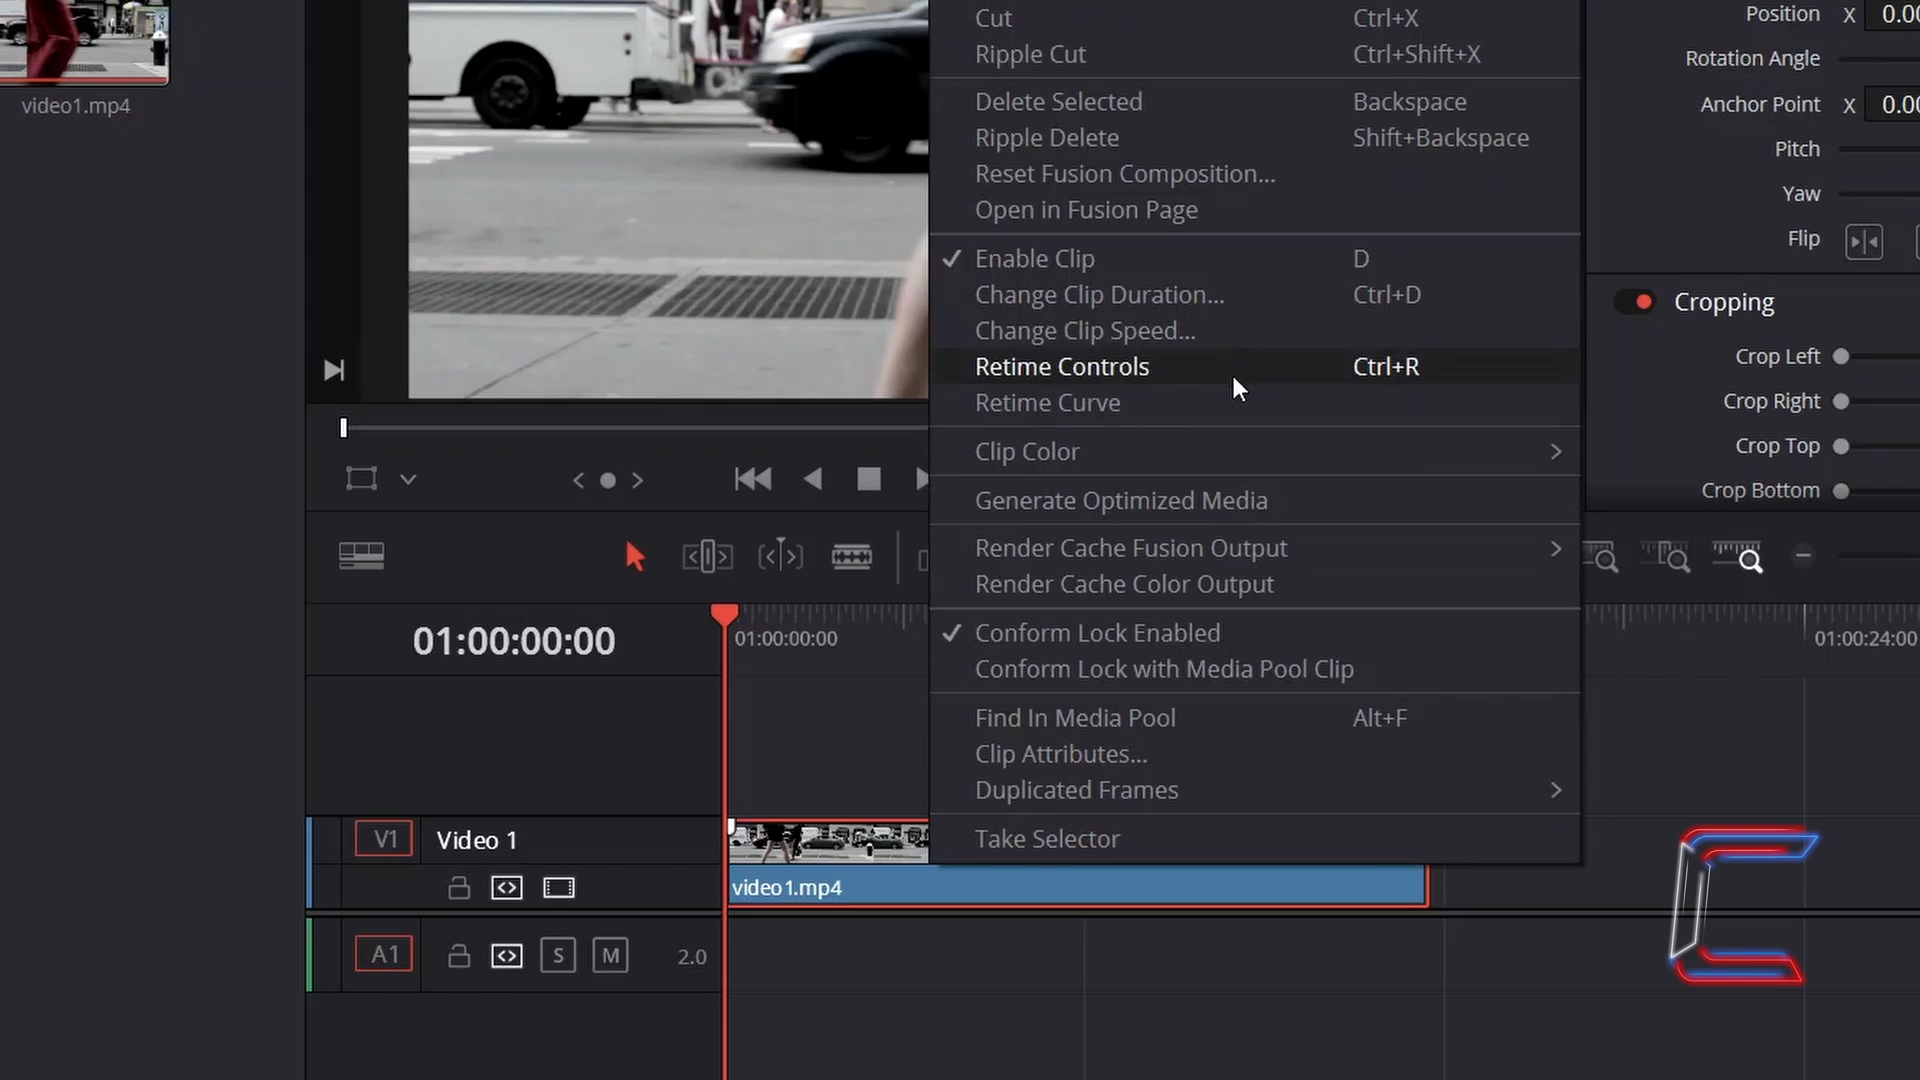 video1.mp4
Cut Ctrl+X
Ripple Cut Ctrl+Shift+X
Delete Selected Backspace
Ripple Delete Shift+Backspace
Reset Fusion Composition...
Open in Fusion Page
Enable Clip D
Change Clip Duration... Ctrl+D
Change Clip Speed...
Retime Controls Ctrl+R
Retime Curve
Clip Color
Generate Optimized Media
Render Cache Fusion Output
Render Cache Color Output
Conform Lock Enabled
Conform Lock with Media Pool Clip
Find In Media Pool Alt+F
Clip Attributes...
Duplicated Frames
Take Selector
Position X 0.00
Rotation Angle
Anchor Point X 0.00
Pitch
Yaw
Flip
Cropping
Crop Left
Crop Right
Crop Top
Crop Bottom
01:00:00:00
01:00:00:00
01:00:24:00
V1 Video 1
video1.mp4
A1 S M 2.0